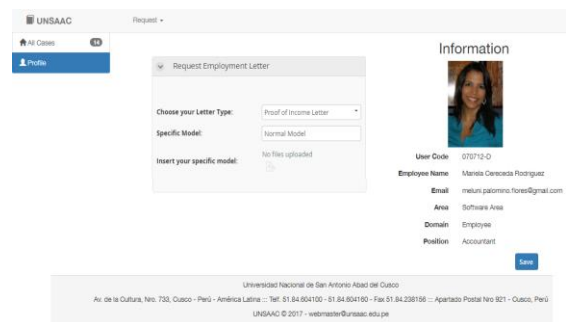 UNSAAC
Request
All Cases 14
Profile
Request Employment Letter
Choose your Letter Type: Proof of Income Letter
Specific Model: Normal Model
Insert your specific model: No files uploaded
Information
User Code 070712-D
Employee Name Mariela Cereceda Rodriguez
Email meluni.palomino.flores@gmail.com
Area Software Area
Domain Employee
Position Accountant
Save
Universidad Nacional de San Antonio Abad del Cusco
Av. de la Cultura, Nro. 733, Cusco - Perú - América Latina ::: Telf: 51.84.604100 - 51.84.604160 - Fax 51.84.238156 ::: Apartado Postal Nro 921 - Cusco, Perú
UNSAAC © 2017 - webmaster@unsaac.edu.pe